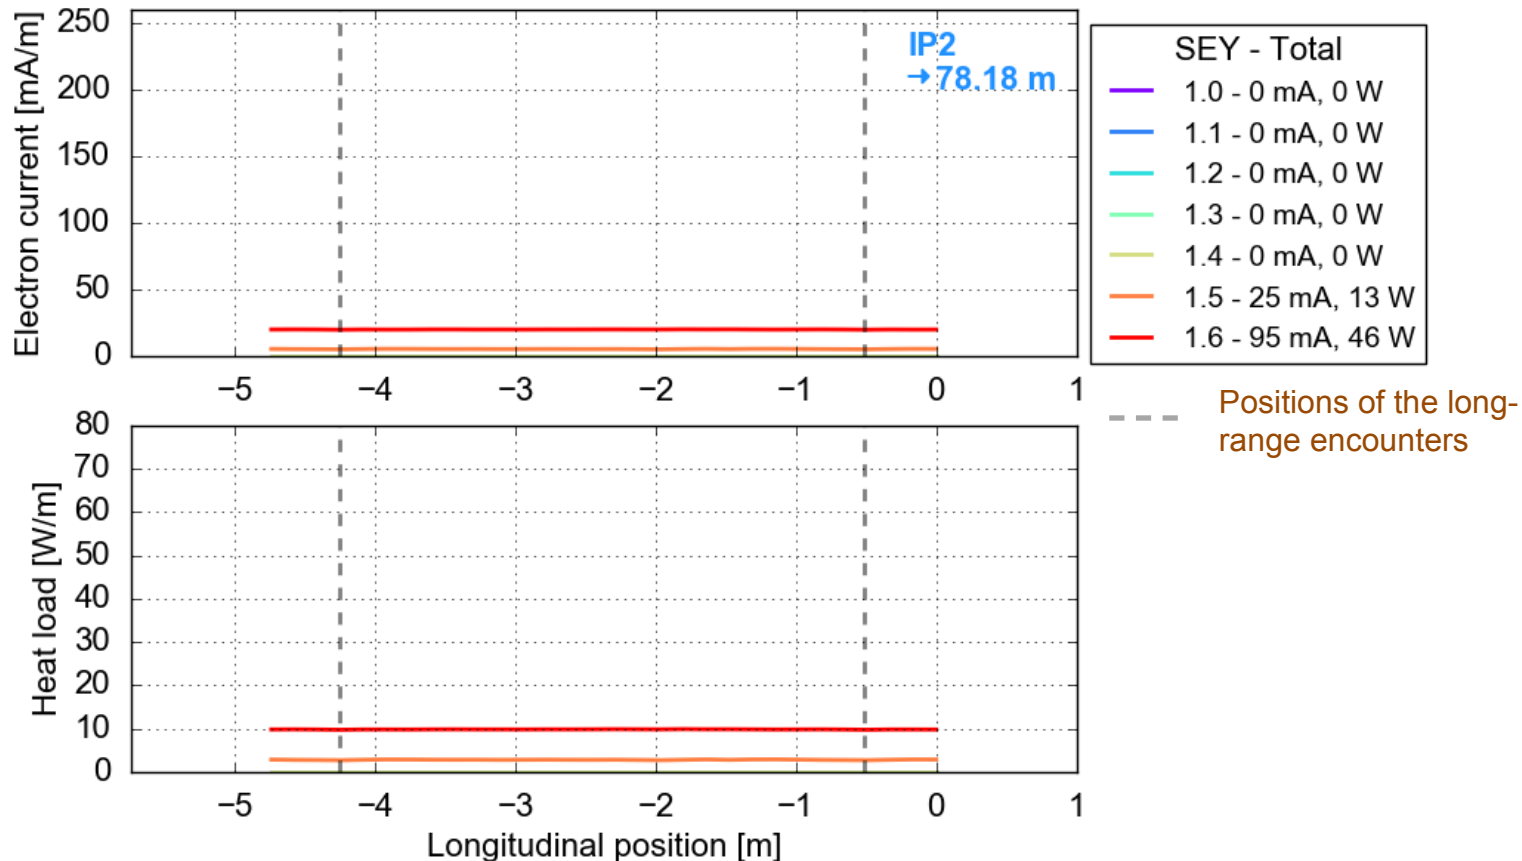 Electron current [mA/m]
250
200
150
100
50
0
IP2
→78.18 m
−5
−4
−3
−2
−1
0
1
SEY - Total
1.0 - 0 mA, 0 W
1.1 - 0 mA, 0 W
1.2 - 0 mA, 0 W
1.3 - 0 mA, 0 W
1.4 - 0 mA, 0 W
1.5 - 25 mA, 13 W
1.6 - 95 mA, 46 W
Positions of the long-
range encounters
Heat load [W/m]
80
70
60
50
40
30
20
10
0
−5
−4
−3
−2
−1
0
1
Longitudinal position [m]